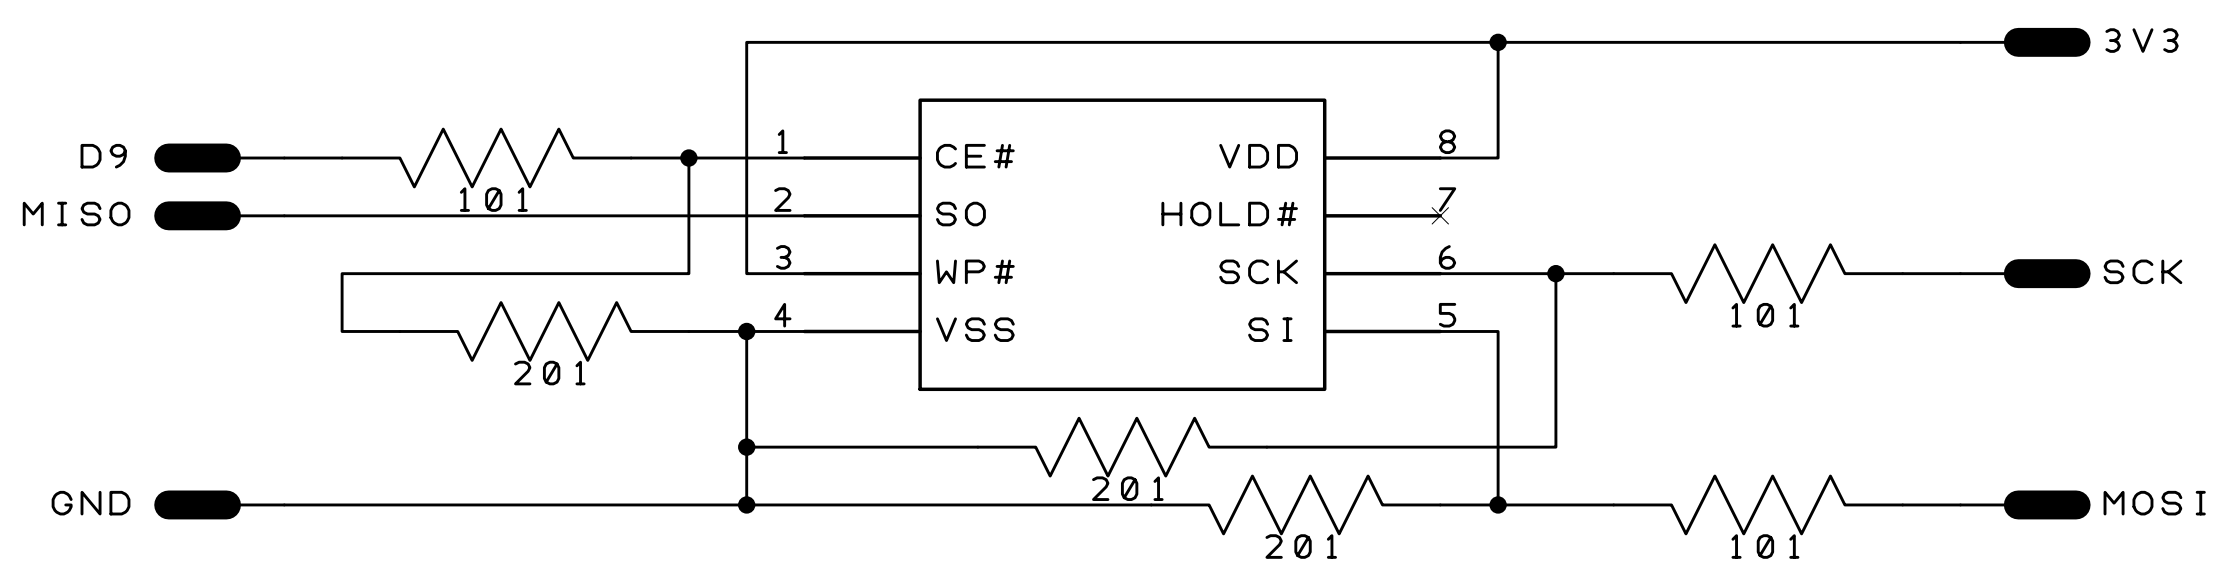 3V3
D9
101
1
CE#
VDD
8
MISO
2
SO
HOLD#
7
3
WP#
SCK
6
SCK
101
4
VSS
SI
5
201
201
GND
201
101
MOSI